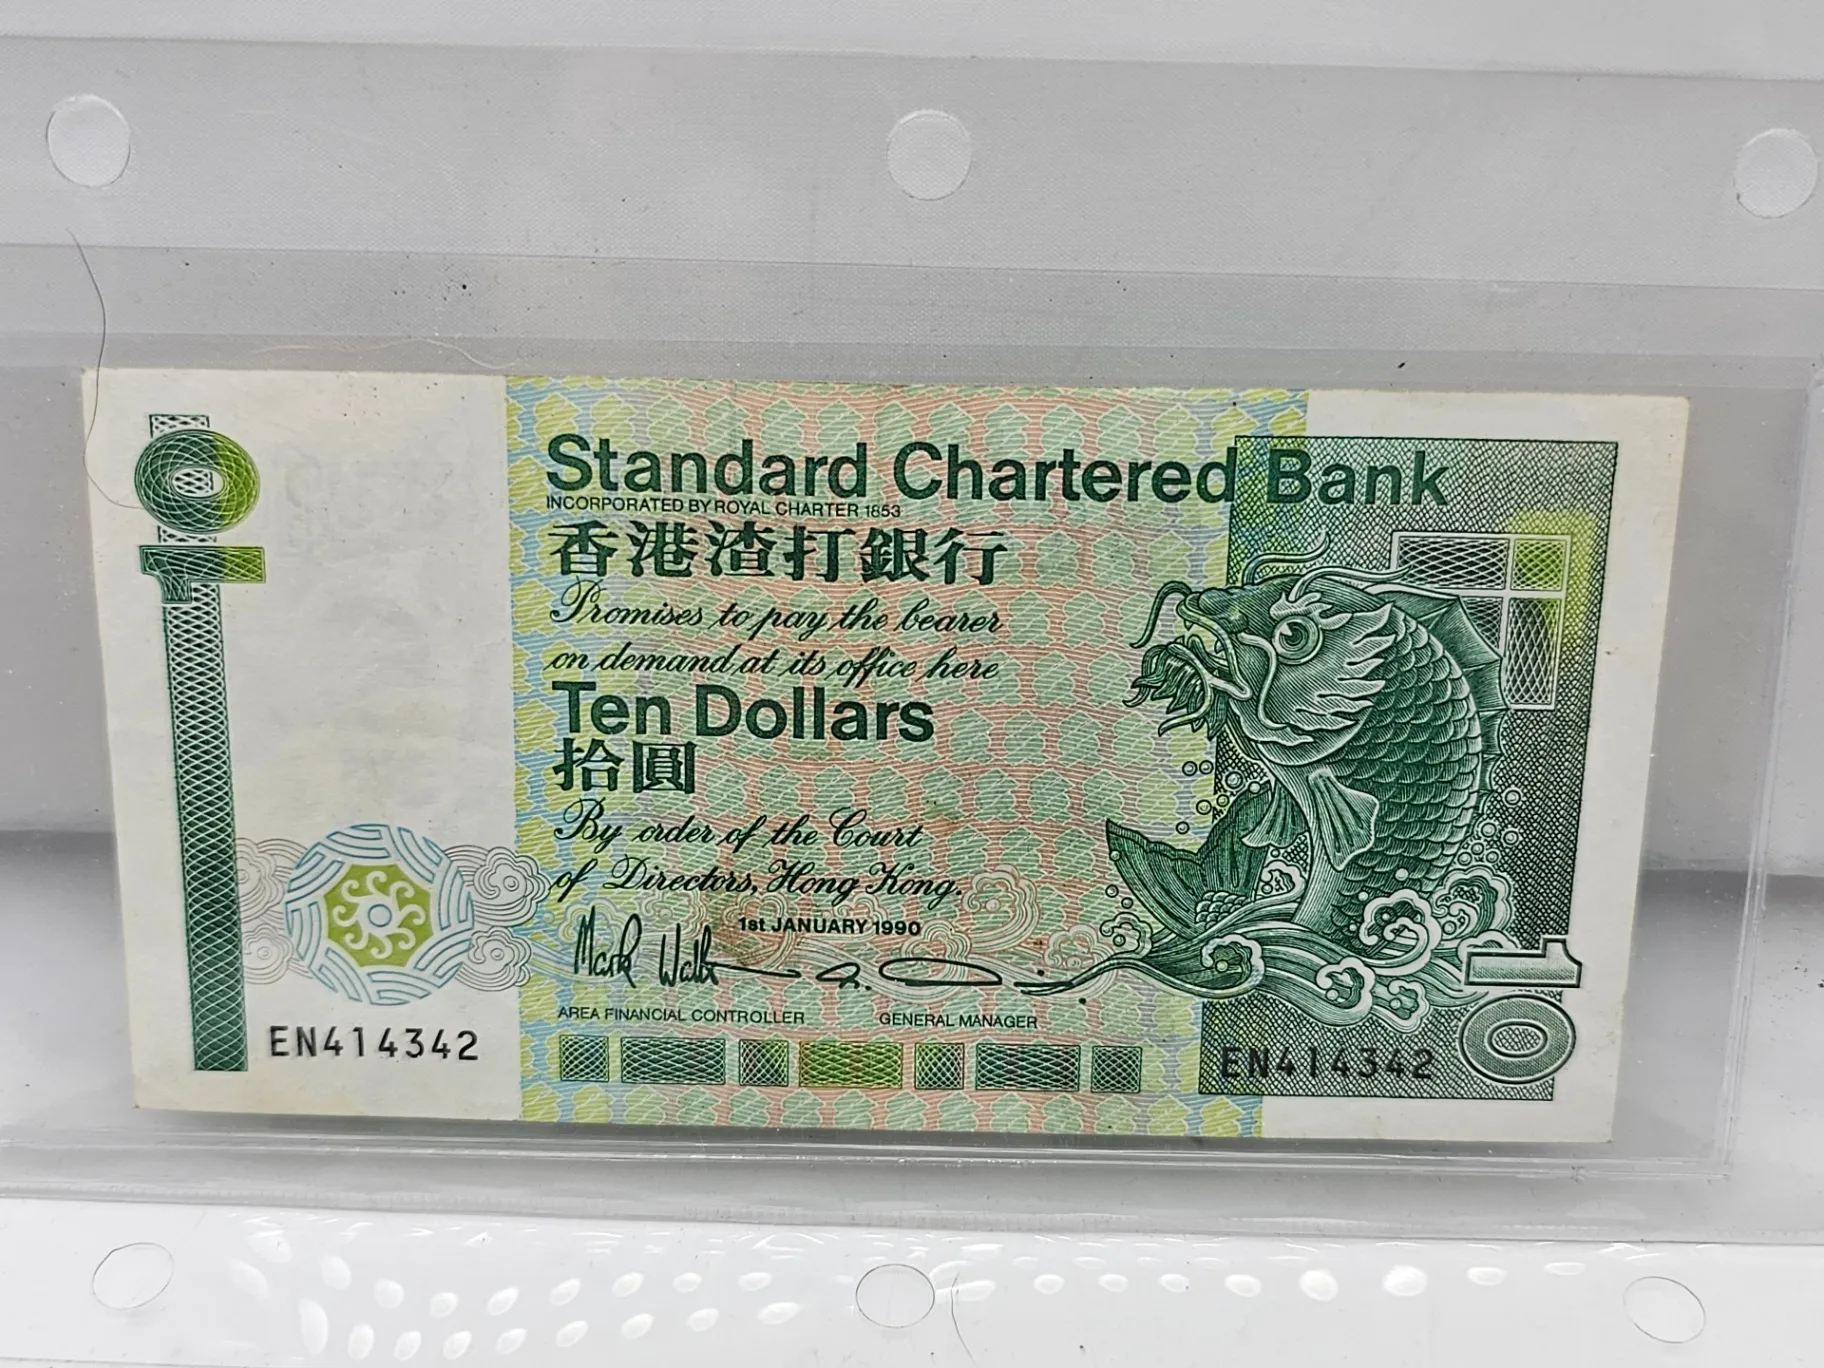 10
Standard Chartered Bank
INCORPORATED BY ROYAL CHARTER 1853
香港渣打銀行
Promises to pay the bearer
on demand at its office here
Ten Dollars
拾圓
By order of the Court
of Directors, Hong Kong.
1st JANUARY 1990
AREA FINANCIAL CONTROLLER
GENERAL MANAGER
EN414342
EN414342
10